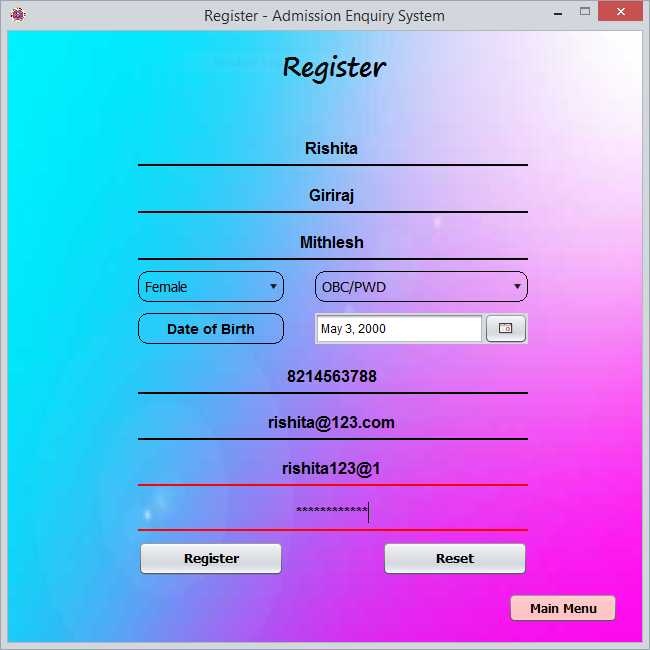 Register - Admission Enquiry System
Register
Rishita
Giriraj
Mithlesh
Female OBC/PWD
Date of Birth May 3, 2000
8214563788
rishita@123.com
rishita123@1
************
Register Reset
Main Menu